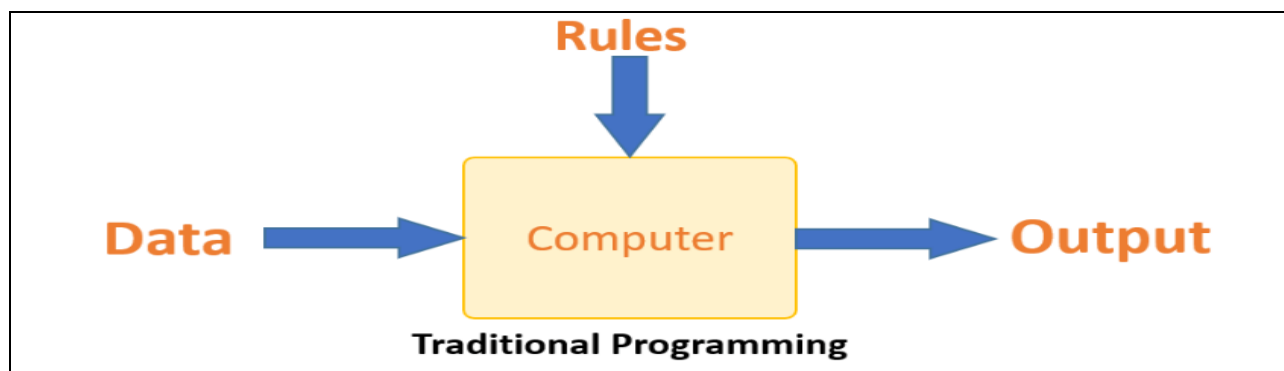 Rules
Data
Computer
Output
Traditional Programming